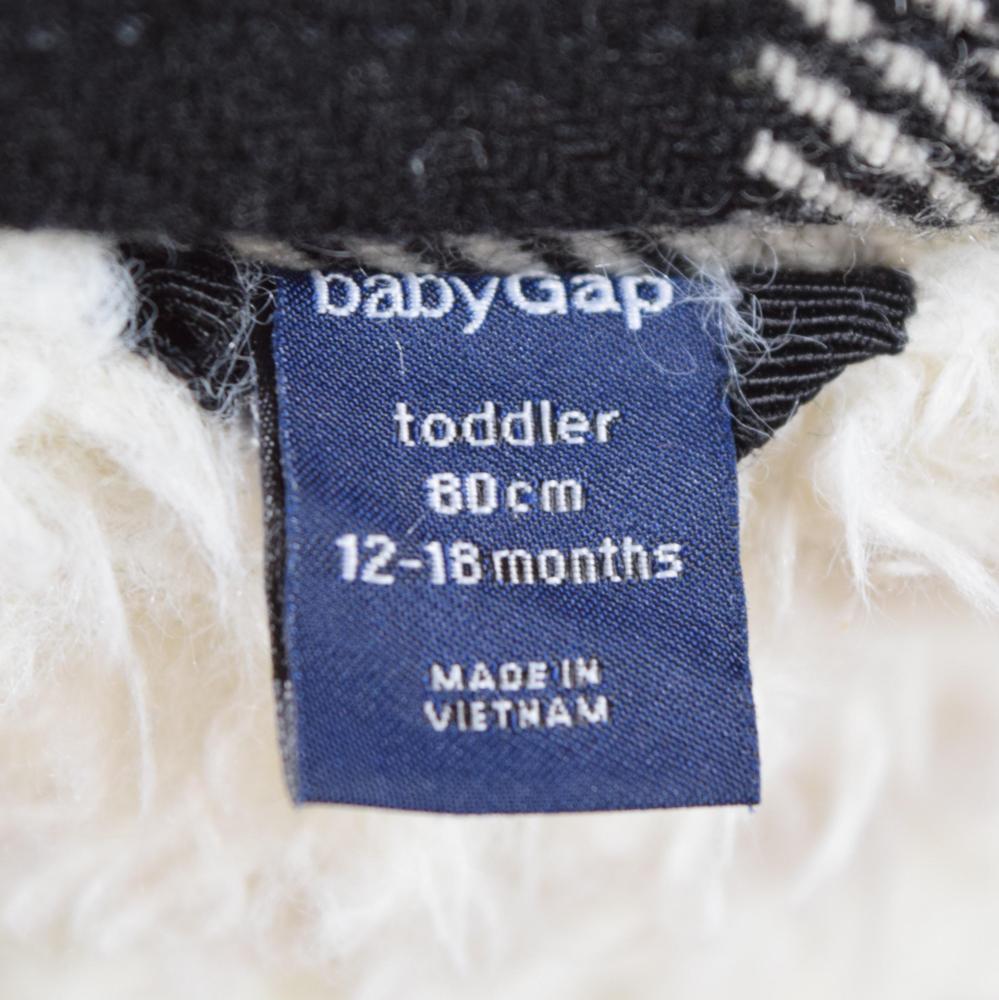 babyGap
toddler
80cm
12-18 months
MADE IN
VIETNAM